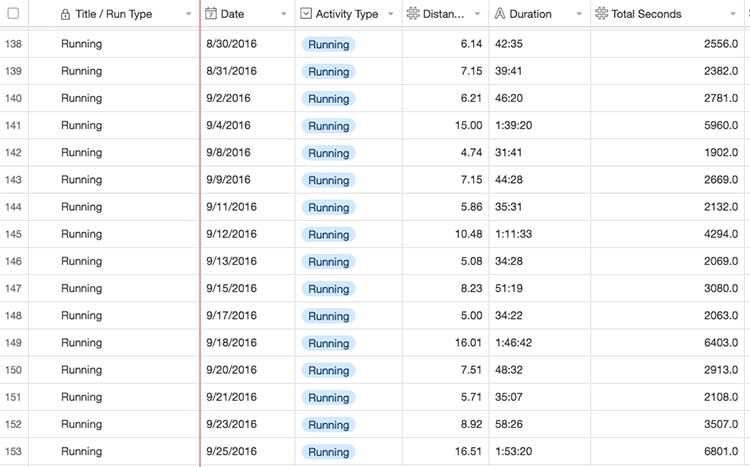 Title / Run Type Date Activity Type Distan... Duration Total Seconds
138 Running 8/30/2016 Running 6.14 42:35 2556.0
139 Running 8/31/2016 Running 7.15 39:41 2382.0
140 Running 9/2/2016 Running 6.21 46:20 2781.0
141 Running 9/4/2016 Running 15.00 1:39:20 5960.0
142 Running 9/8/2016 Running 4.74 31:41 1902.0
143 Running 9/9/2016 Running 7.15 44:28 2669.0
144 Running 9/11/2016 Running 5.86 35:31 2132.0
145 Running 9/12/2016 Running 10.48 1:11:33 4294.0
146 Running 9/13/2016 Running 5.08 34:28 2069.0
147 Running 9/15/2016 Running 8.23 51:19 3080.0
148 Running 9/17/2016 Running 5.00 34:22 2063.0
149 Running 9/18/2016 Running 16.01 1:46:42 6403.0
150 Running 9/20/2016 Running 7.51 48:32 2913.0
151 Running 9/21/2016 Running 5.71 35:07 2108.0
152 Running 9/23/2016 Running 8.92 58:26 3507.0
153 Running 9/25/2016 Running 16.51 1:53:20 6801.0